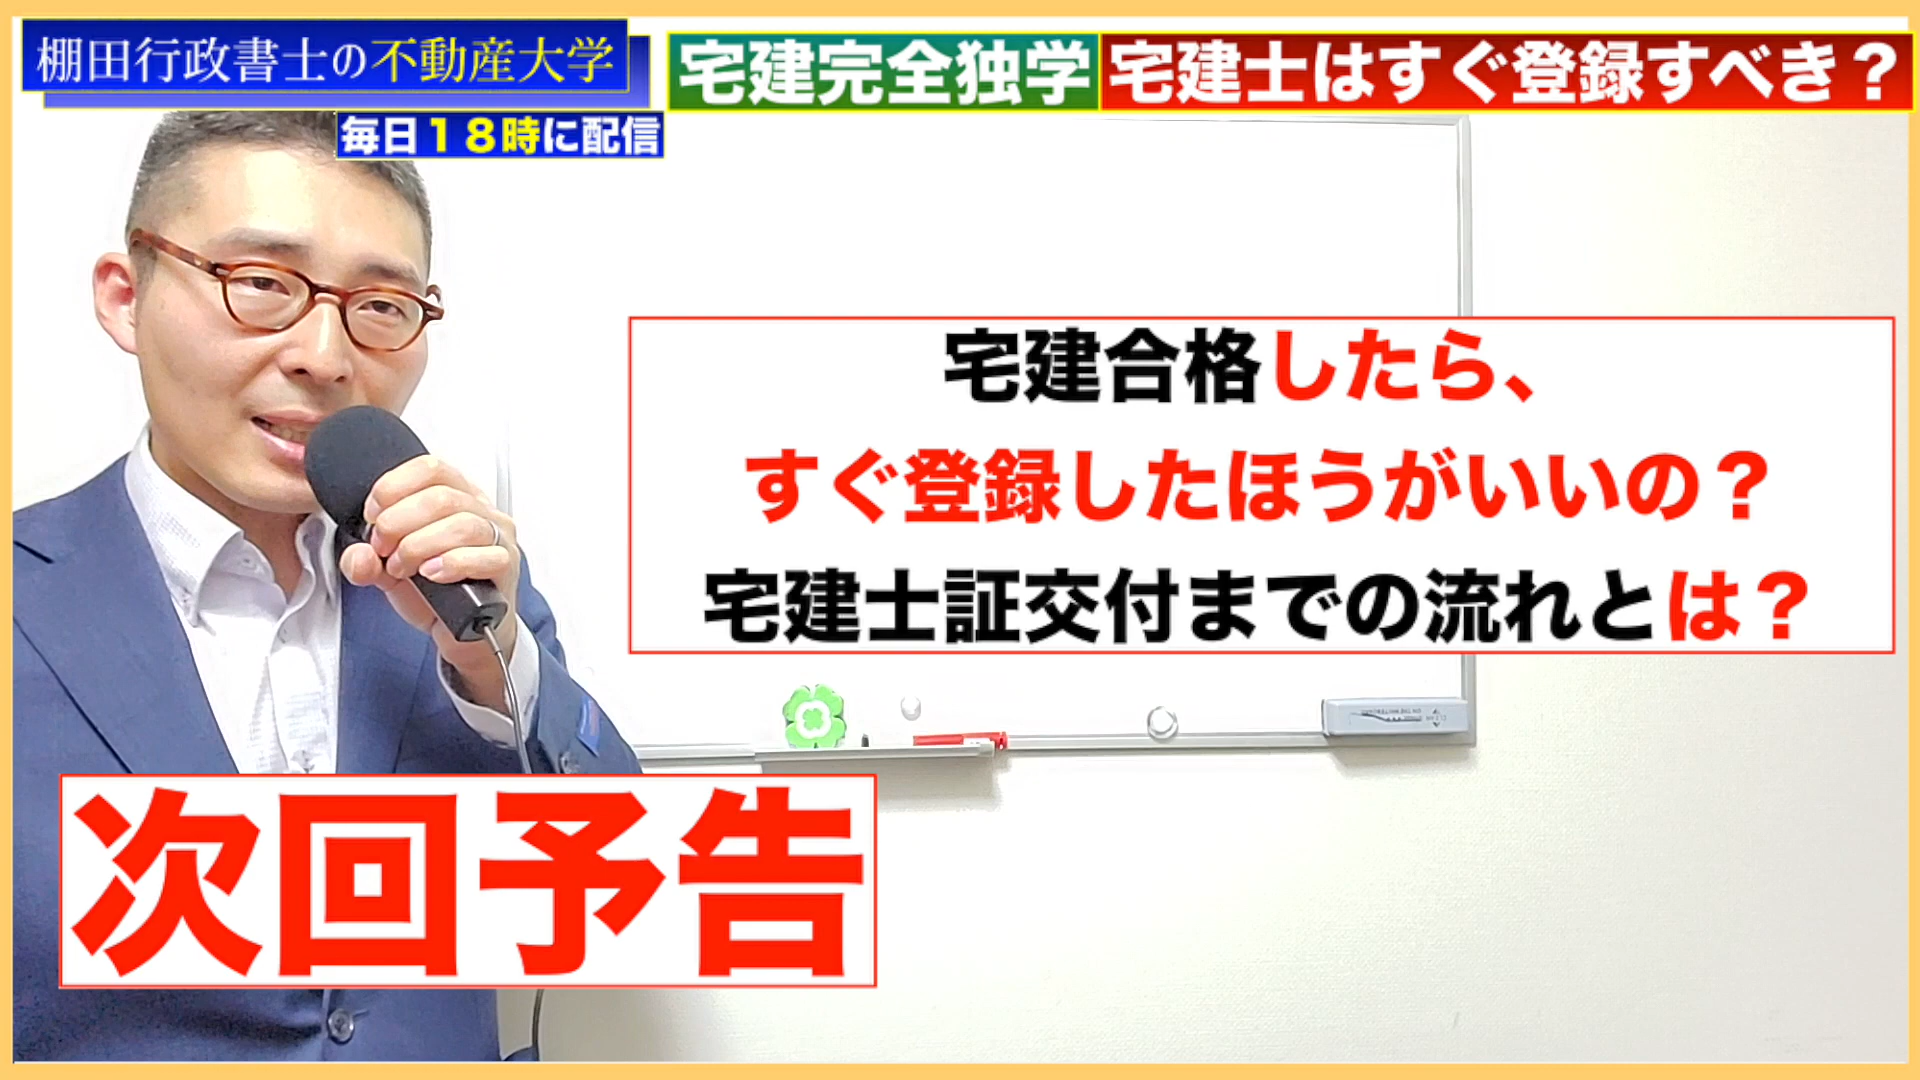 棚田行政書士の不動産大学
毎日１８時に配信
宅建完全独学
宅建士はすぐ登録すべき？
宅建合格したら、
すぐ登録したほうがいいの？
宅建士証交付までの流れとは？
次回予告